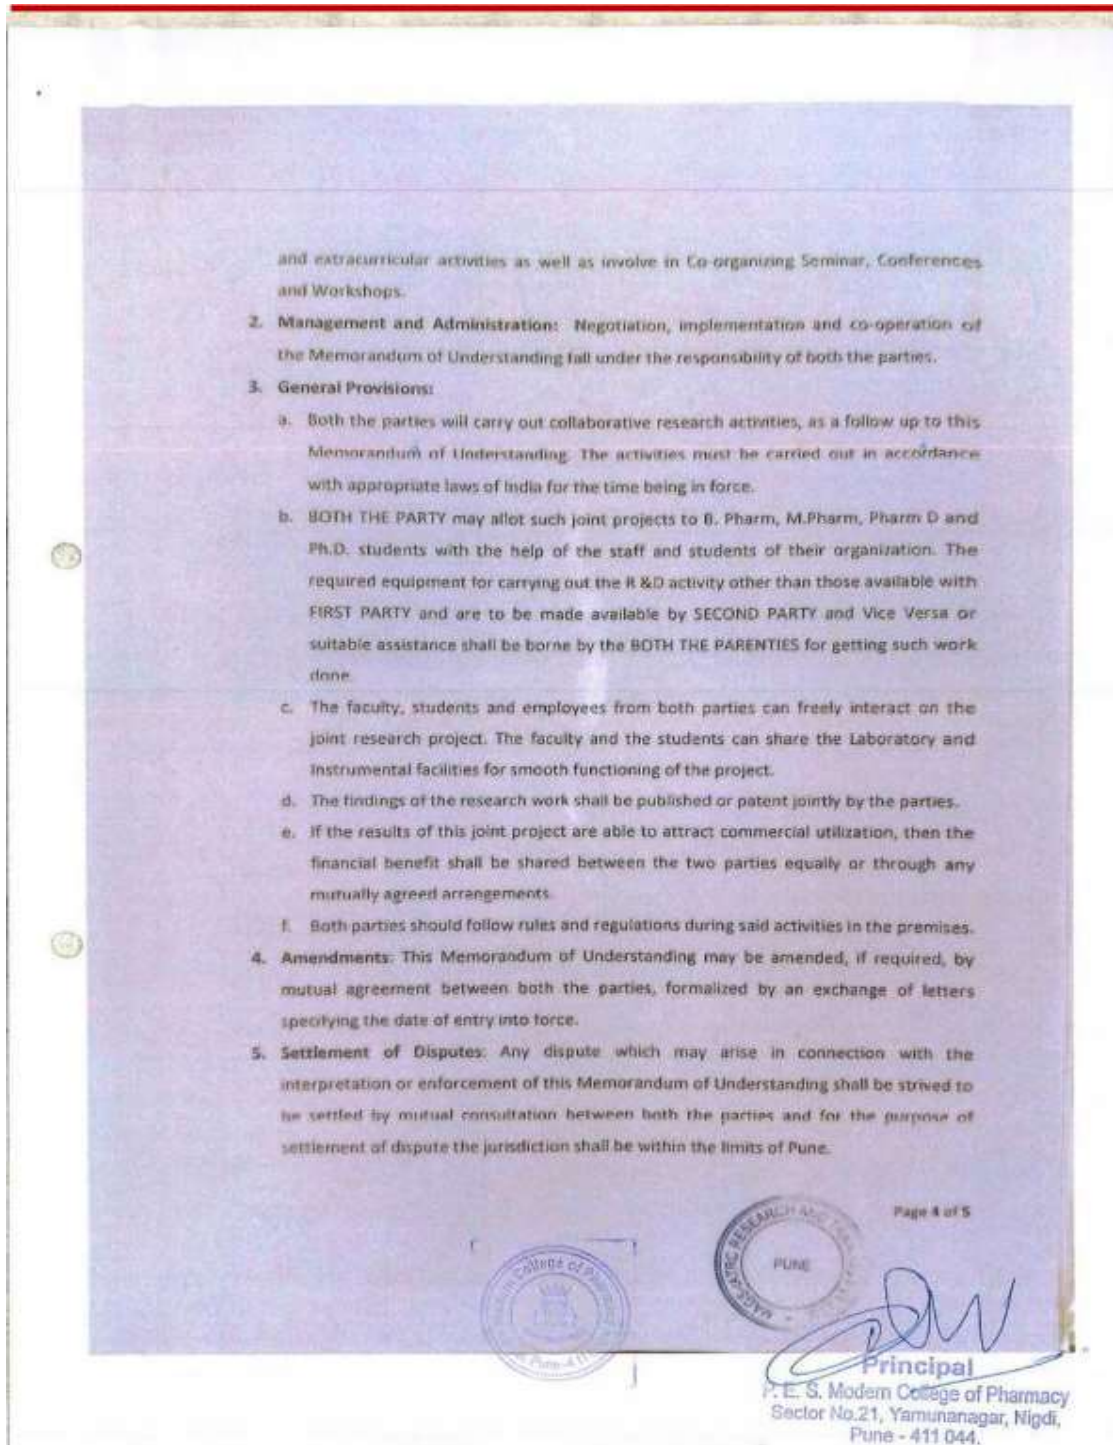 and extracurricular activities as well as involve in Co-organizing Seminar, Conferences
and Workshops.
2. Management and Administration: Negotiation, implementation and co-operation of
the Memorandum of Understanding fall under the responsibility of both the parties.
3. General Provisions:
a. Both the parties will carry out collaborative research activities, as a follow up to this
Memorandum of Understanding. The activities must be carried out in accordance
with appropriate laws of India for the time being in force.
b. BOTH THE PARTY may allot such joint projects to B. Pharm, M.Pharm, Pharm D and
Ph.D. students with the help of the staff and students of their organization. The
required equipment for carrying out the R &D activity other than those available with
FIRST PARTY and are to be made available by SECOND PARTY and Vice Versa or
suitable assistance shall be borne by the BOTH THE PARENTIES for getting such work
done.
c. The faculty, students and employees from both parties can freely interact on the
joint research project. The faculty and the students can share the Laboratory and
Instrumental facilities for smooth functioning of the project.
d. The findings of the research work shall be published or patent jointly by the parties.
e. If the results of this joint project are able to attract commercial utilization, then the
financial benefit shall be shared between the two parties equally or through any
mutually agreed arrangements.
f. Both parties should follow rules and regulations during said activities in the premises.
4. Amendments: This Memorandum of Understanding may be amended, if required, by
mutual agreement between both the parties, formalized by an exchange of letters
specifying the date of entry into force.
5. Settlement of Disputes: Any dispute which may arise in connection with the
interpretation or enforcement of this Memorandum of Understanding shall be strived to
be settled by mutual consultation between both the parties and for the purpose of
settlement of dispute the jurisdiction shall be within the limits of Pune.
Page 4 of 5
RESEARCH AND
PUNE
College of
Pune-411
Principal
P. E. S. Modern College of Pharmacy
Sector No.21, Yamunanagar, Nigdi,
Pune - 411 044.